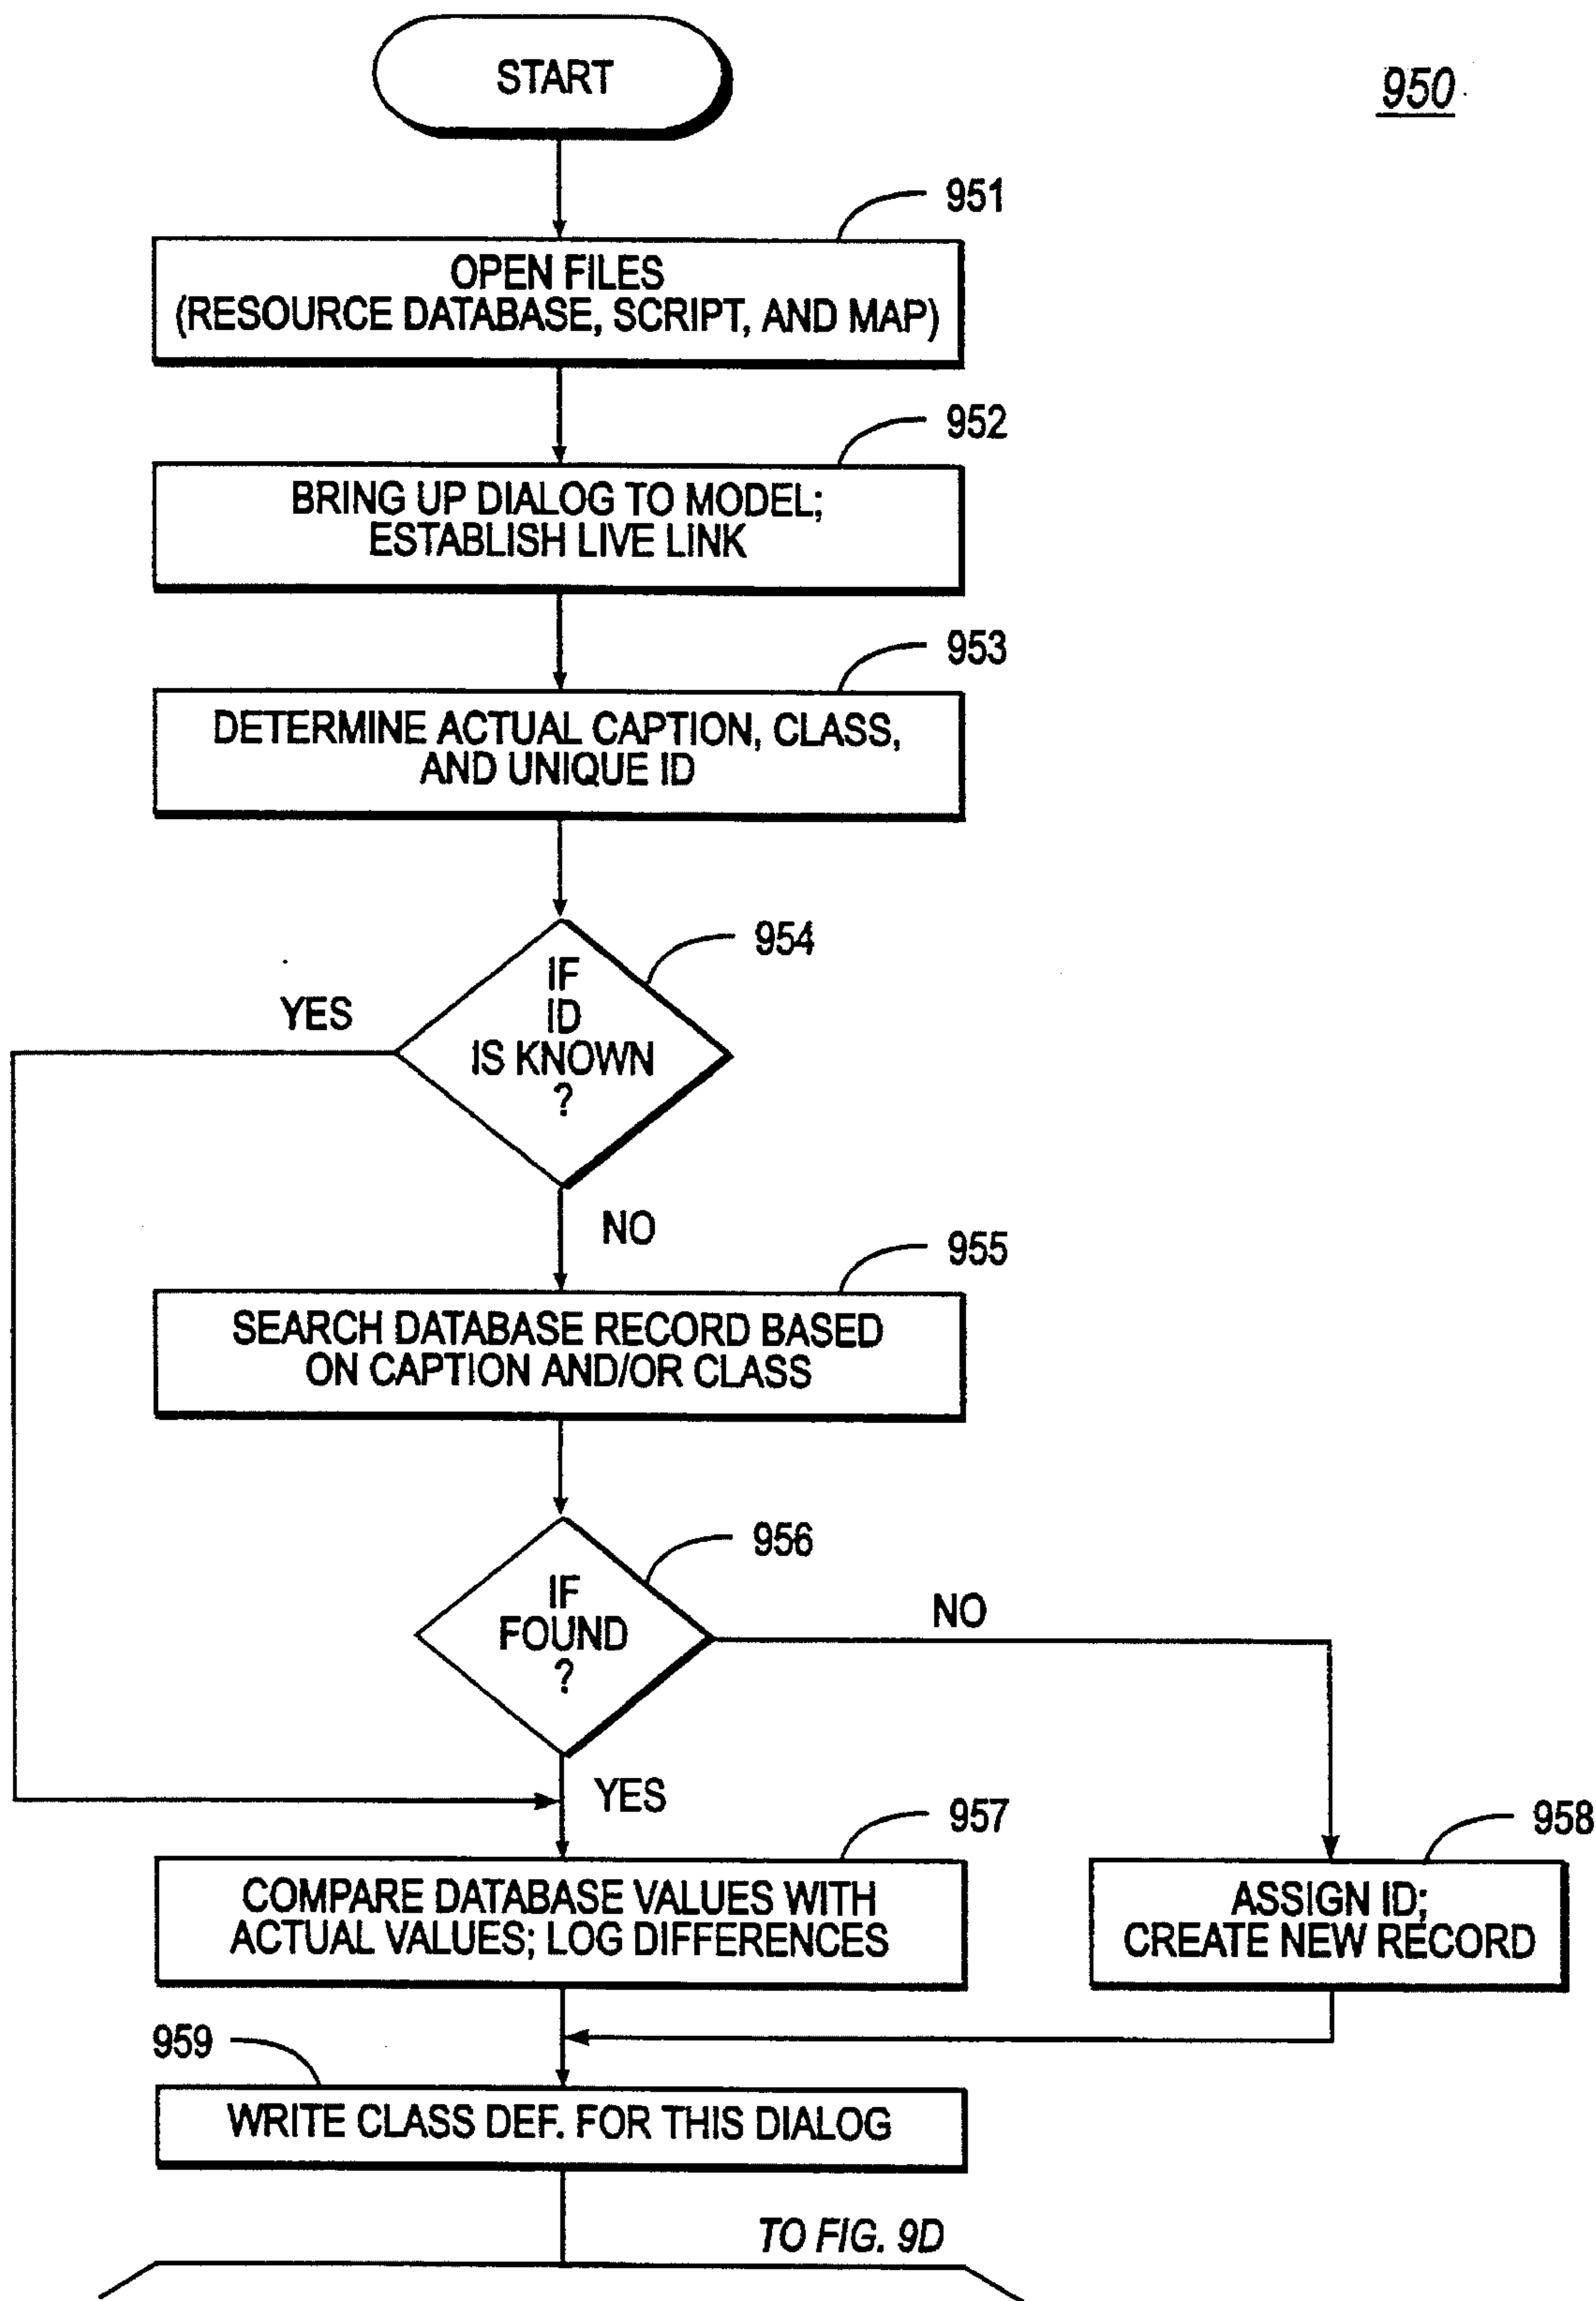 START
950
951
OPEN FILES
(RESOURCE DATABASE, SCRIPT, AND MAP)
952
BRING UP DIALOG TO MODEL;
ESTABLISH LIVE LINK
953
DETERMINE ACTUAL CAPTION, CLASS,
AND UNIQUE ID
954
IF
ID
IS KNOWN
?
YES
NO
955
SEARCH DATABASE RECORD BASED
ON CAPTION AND/OR CLASS
956
IF
FOUND
?
NO
YES
957
COMPARE DATABASE VALUES WITH
ACTUAL VALUES; LOG DIFFERENCES
958
ASSIGN ID;
CREATE NEW RECORD
959
WRITE CLASS DEF. FOR THIS DIALOG
TO FIG. 9D